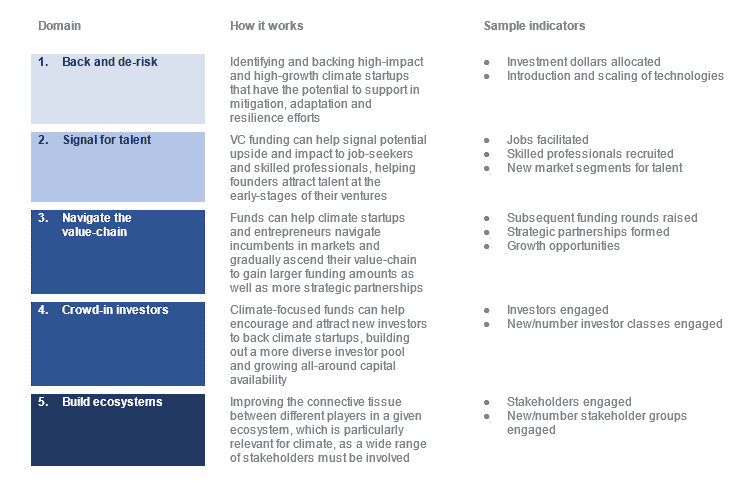 Domain
How it works
Sample indicators
1. Back and de-risk
Identifying and backing high-impact
and high-growth climate startups
that have the potential to support in
mitigation, adaptation and
resilience efforts
● Investment dollars allocated
● Introduction and scaling of technologies
2. Signal for talent
VC funding can help signal potential
upside and impact to job-seekers
and skilled professionals, helping
founders attract talent at the
early-stages of their ventures
● Jobs facilitated
● Skilled professionals recruited
● New market segments for talent
3. Navigate the
value-chain
Funds can help climate startups
and entrepreneurs navigate
incumbents in markets and
gradually ascend their value-chain
to gain larger funding amounts as
well as more strategic partnerships
● Subsequent funding rounds raised
● Strategic partnerships formed
● Growth opportunities
4. Crowd-in investors
Climate-focused funds can help
encourage and attract new investors
to back climate startups, building
out a more diverse investor pool
and growing all-around capital
availability
● Investors engaged
● New/number investor classes engaged
5. Build ecosystems
Improving the connective tissue
between different players in a given
ecosystem, which is particularly
relevant for climate, as a wide range
of stakeholders must be involved
● Stakeholders engaged
● New/number stakeholder groups
engaged